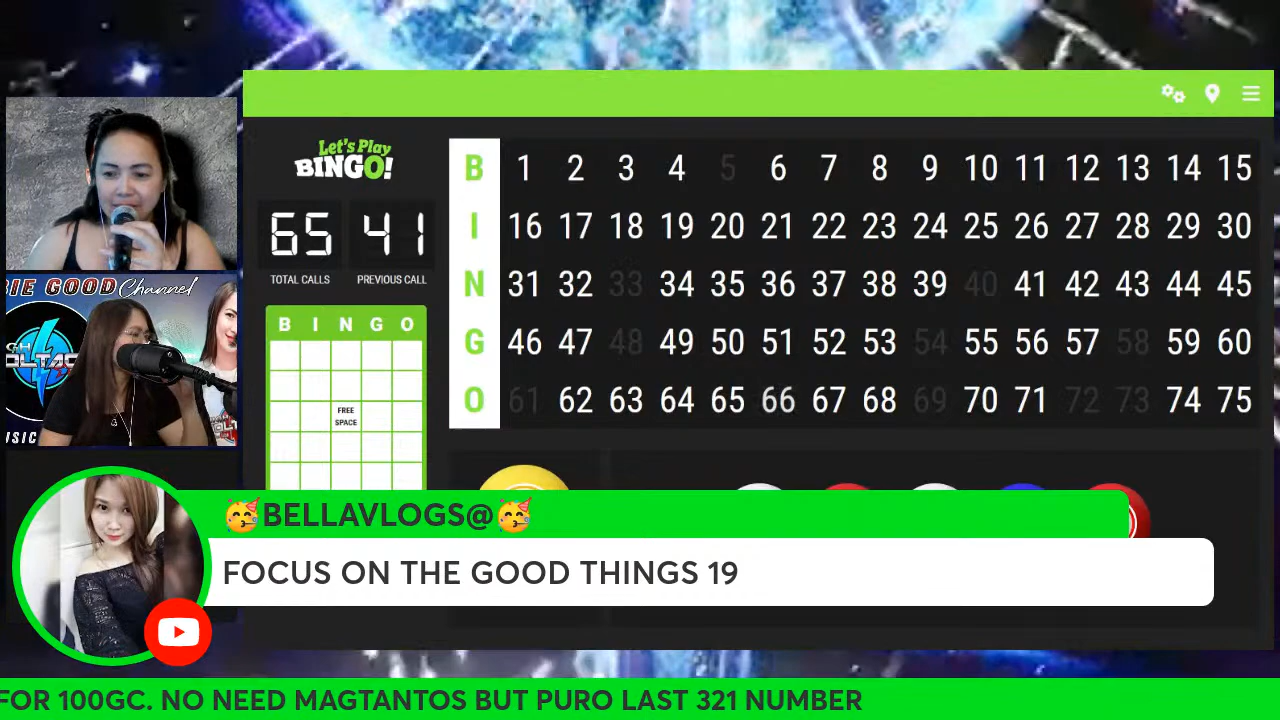 Let's Play
BINGO!
65
41
TOTAL CALLS
PREVIOUS CALL
B I N G O
FREE
SPACE
B 1 2 3 4 5 6 7 8 9 10 11 12 13 14 15
I 16 17 18 19 20 21 22 23 24 25 26 27 28 29 30
N 31 32 33 34 35 36 37 38 39 40 41 42 43 44 45
G 46 47 48 49 50 51 52 53 54 55 56 57 58 59 60
O 61 62 63 64 65 66 67 68 69 70 71 72 73 74 75
IE GOOD Channel
GH
OLTAG
USIC
🥳BELLAVLOGS@🥳
FOCUS ON THE GOOD THINGS 19
FOR 100GC. NO NEED MAGTANTOS BUT PURO LAST 321 NUMBER